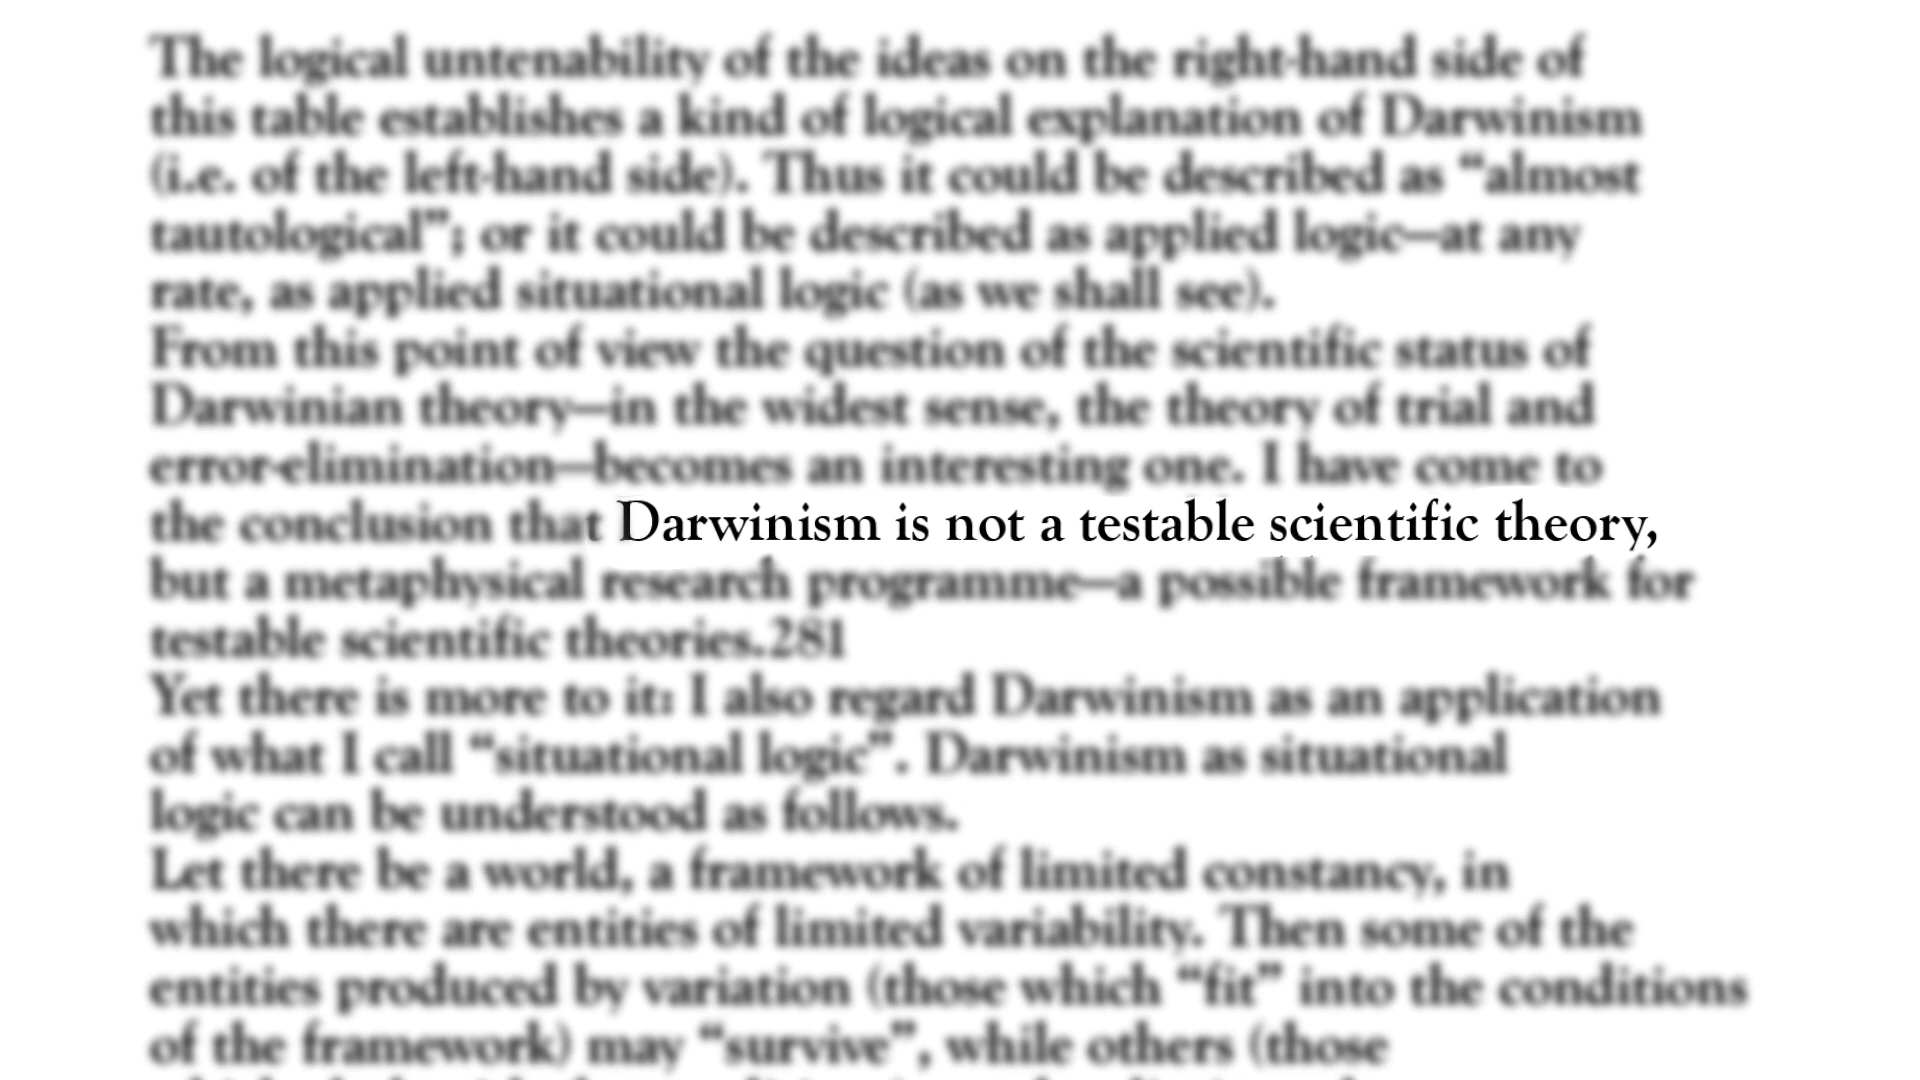 The logical untenability of the ideas on the right-hand side of
this table establishes a kind of logical explanation of Darwinism
(i.e. of the left-hand side). Thus it could be described as “almost
tautological”; or it could be described as applied logic—at any
rate, as applied situational logic (as we shall see).
From this point of view the question of the scientific status of
Darwinian theory—in the widest sense, the theory of trial and
error-elimination—becomes an interesting one. I have come to
the conclusion that Darwinism is not a testable scientific theory,
but a metaphysical research programme—a possible framework for
testable scientific theories.281
Yet there is more to it: I also regard Darwinism as an application
of what I call “situational logic”. Darwinism as situational
logic can be understood as follows.
Let there be a world, a framework of limited constancy, in
which there are entities of limited variability. Then some of the
entities produced by variation (those which “fit” into the conditions
of the framework) may “survive”, while others (those